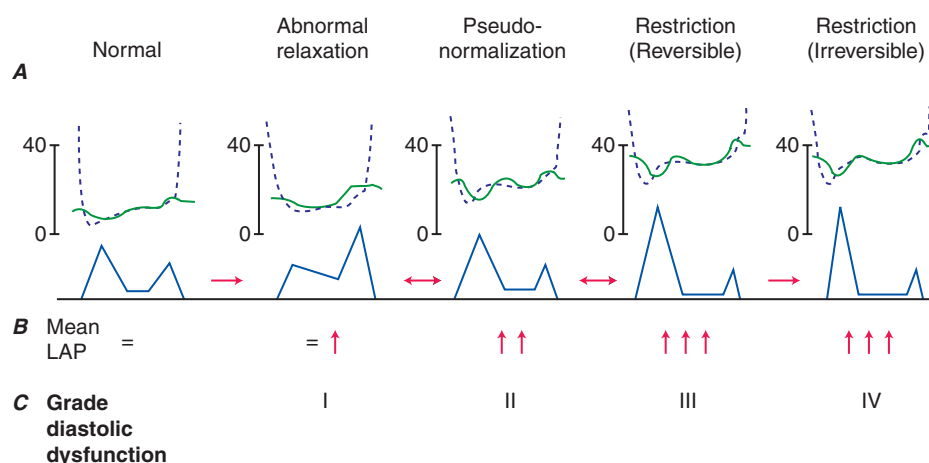 Normal
Abnormal
relaxation
Pseudo-
normalization
Restriction
(Reversible)
Restriction
(Irreversible)
A
40
0
40
0
40
0
40
0
40
0
B Mean
LAP = = ↑ ↑↑ ↑↑↑ ↑↑↑
C Grade I II III IV
diastolic
dysfunction